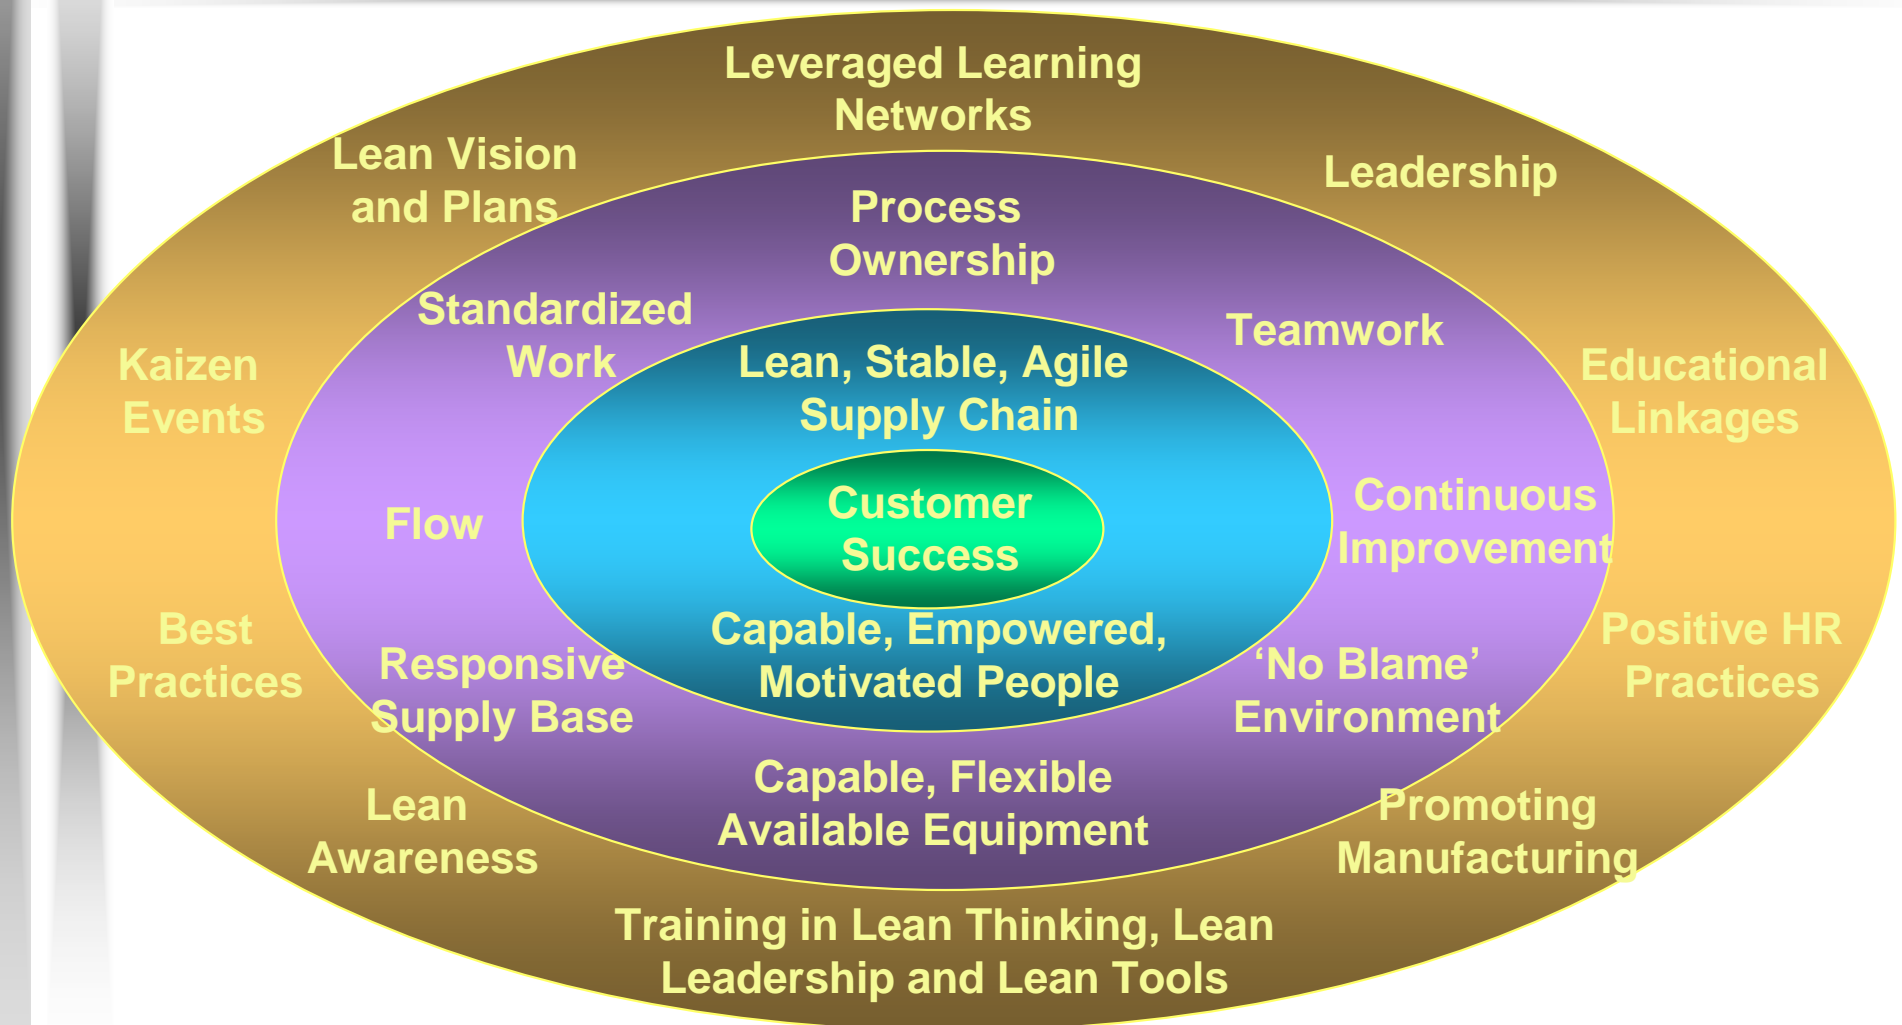 Leveraged Learning
Networks
Lean Vision
and Plans
Leadership
Process
Ownership
Standardized
Work
Teamwork
Kaizen
Events
Lean, Stable, Agile
Supply Chain
Educational
Linkages
Flow
Customer
Success
Continuous
Improvement
Best
Practices
Responsive
Supply Base
Capable, Empowered,
Motivated People
‘No Blame’
Environment
Positive HR
Practices
Lean
Awareness
Capable, Flexible
Available Equipment
Promoting
Manufacturing
Training in Lean Thinking, Lean
Leadership and Lean Tools